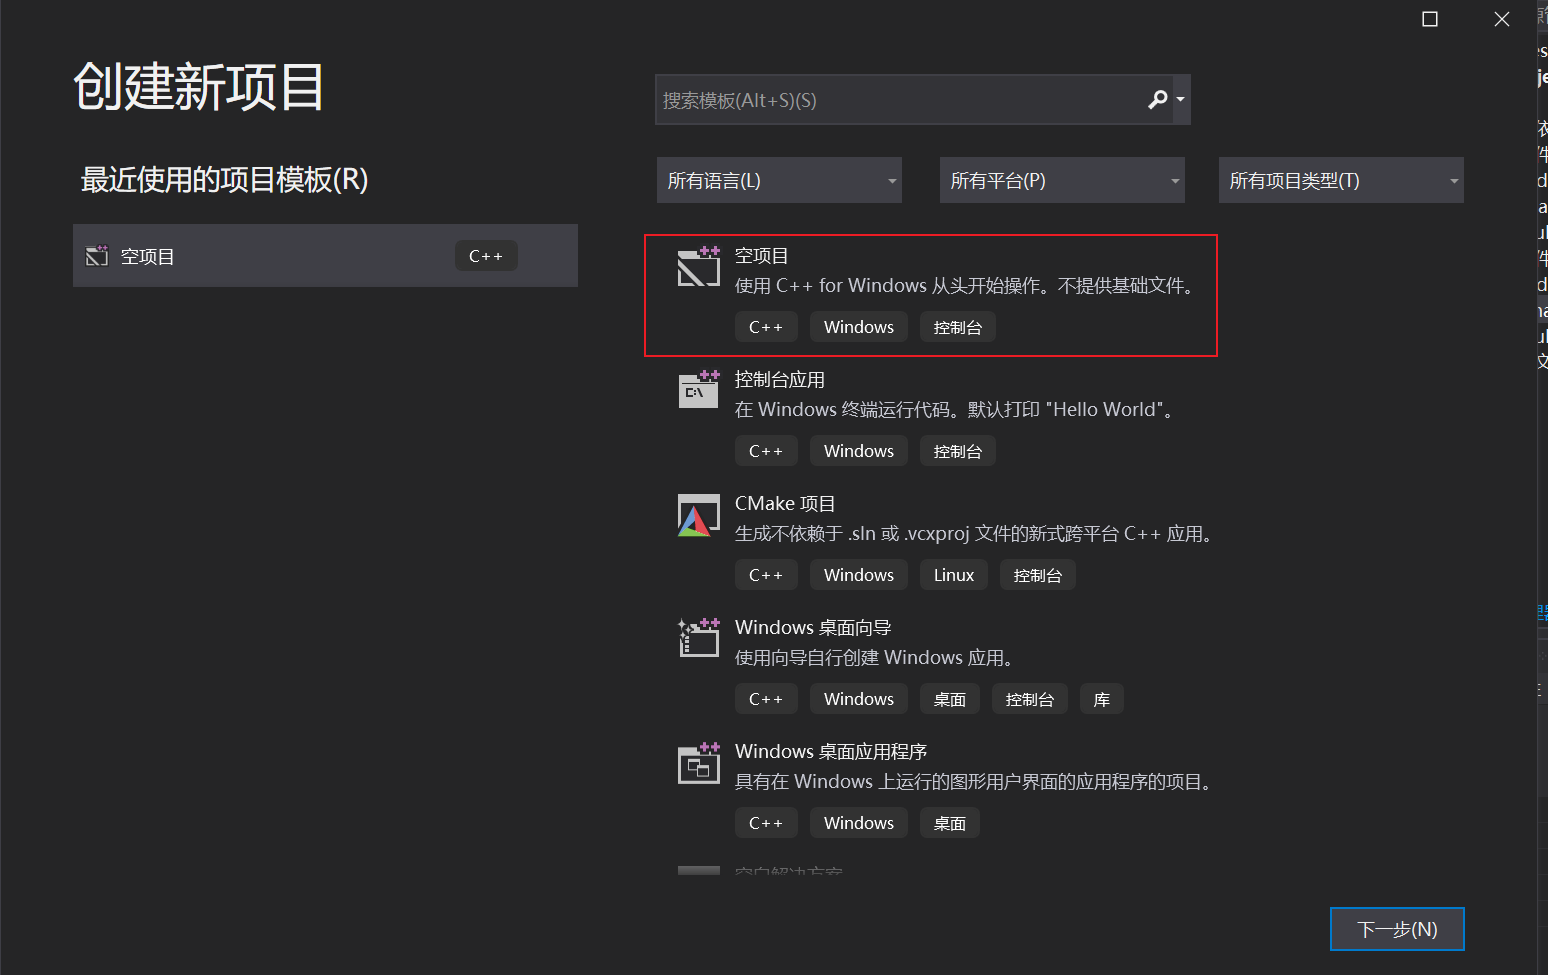 创建新项目
最近使用的项目模板(R)
空项目
C++
搜索模板(Alt+S)(S)
所有语言(L)
所有平台(P)
所有项目类型(T)
空项目
使用 C++ for Windows 从头开始操作。不提供基础文件。
C++ Windows 控制台
控制台应用
在 Windows 终端运行代码。默认打印 "Hello World"。
C++ Windows 控制台
CMake 项目
生成不依赖于 .sln 或 .vcxproj 文件的新式跨平台 C++ 应用。
C++ Windows Linux 控制台
Windows 桌面向导
使用向导自行创建 Windows 应用。
C++ Windows 桌面 控制台 库
Windows 桌面应用程序
具有在 Windows 上运行的图形用户界面的应用程序的项目。
C++ Windows 桌面
空白解决方案
下一步(N)